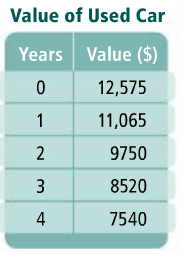 Value of Used Car
Years Value ($)
0 12,575
1 11,065
2 9750
3 8520
4 7540